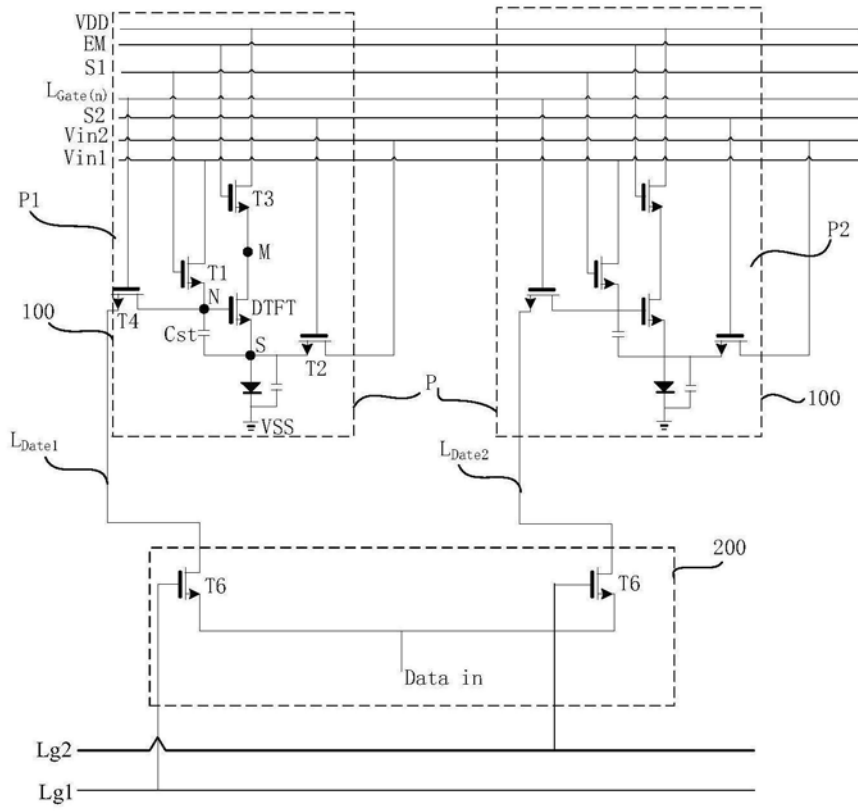 VDD
EM
S1
LGate(n)
S2
Vin2
Vin1
P1
T3
P2
M
T1
N
DTFT
100
T4
Cst
S
T2
P
100
VSS
LDate1
LDate2
200
T6
T6
Data in
Lg2
Lg1